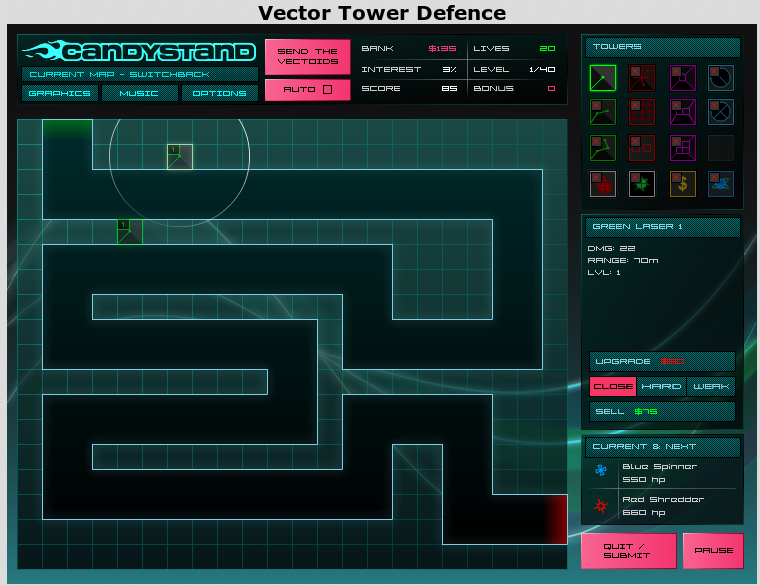 Vector Tower Defence
CANDYSTAND
CURRENT MAP - SWITCHBACK
GRAPHICS MUSIC OPTIONS
SEND THE
VECTOIDS
AUTO
BANK $135 LIVES 20
INTEREST 3% LEVEL 1/40
SCORE 85 BONUS 0
TOWERS
1
1
GREEN LASER 1
DMG: 22
RANGE: 70m
LVL: 1
UPGRADE
CLOSE HARD WEAK
SELL $75
CURRENT & NEXT
Blue Spinner
550 hp
Red Shredder
660 hp
QUIT /
SUBMIT
PAUSE